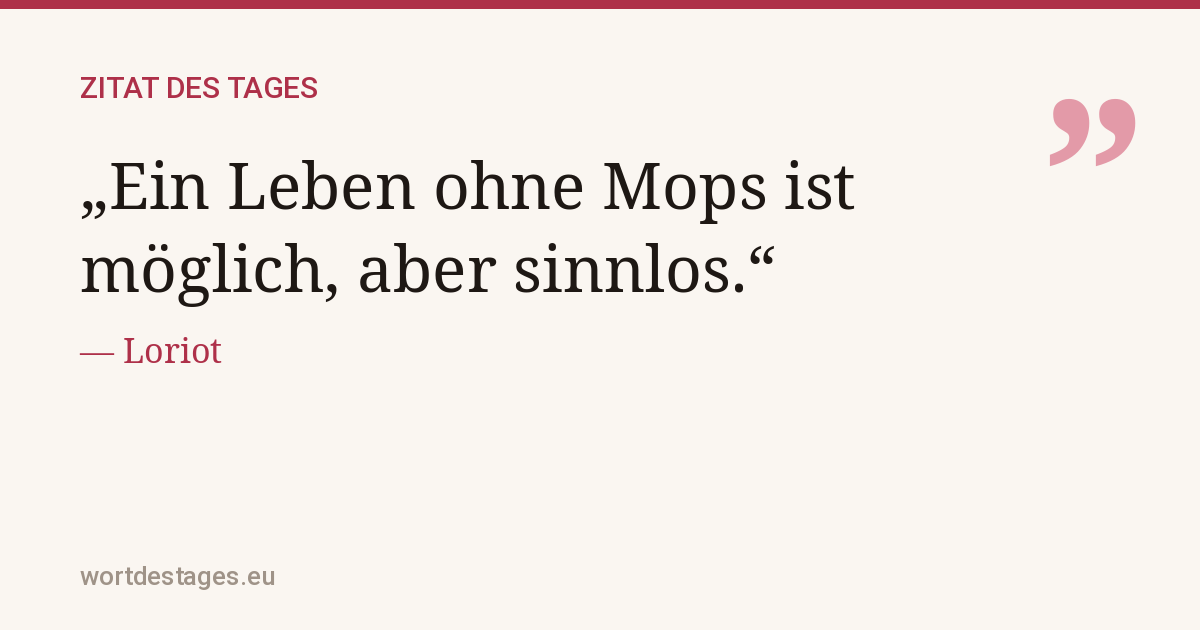 ZITAT DES TAGES
”
„Ein Leben ohne Mops ist
möglich, aber sinnlos.“
— Loriot
wortdestages.eu